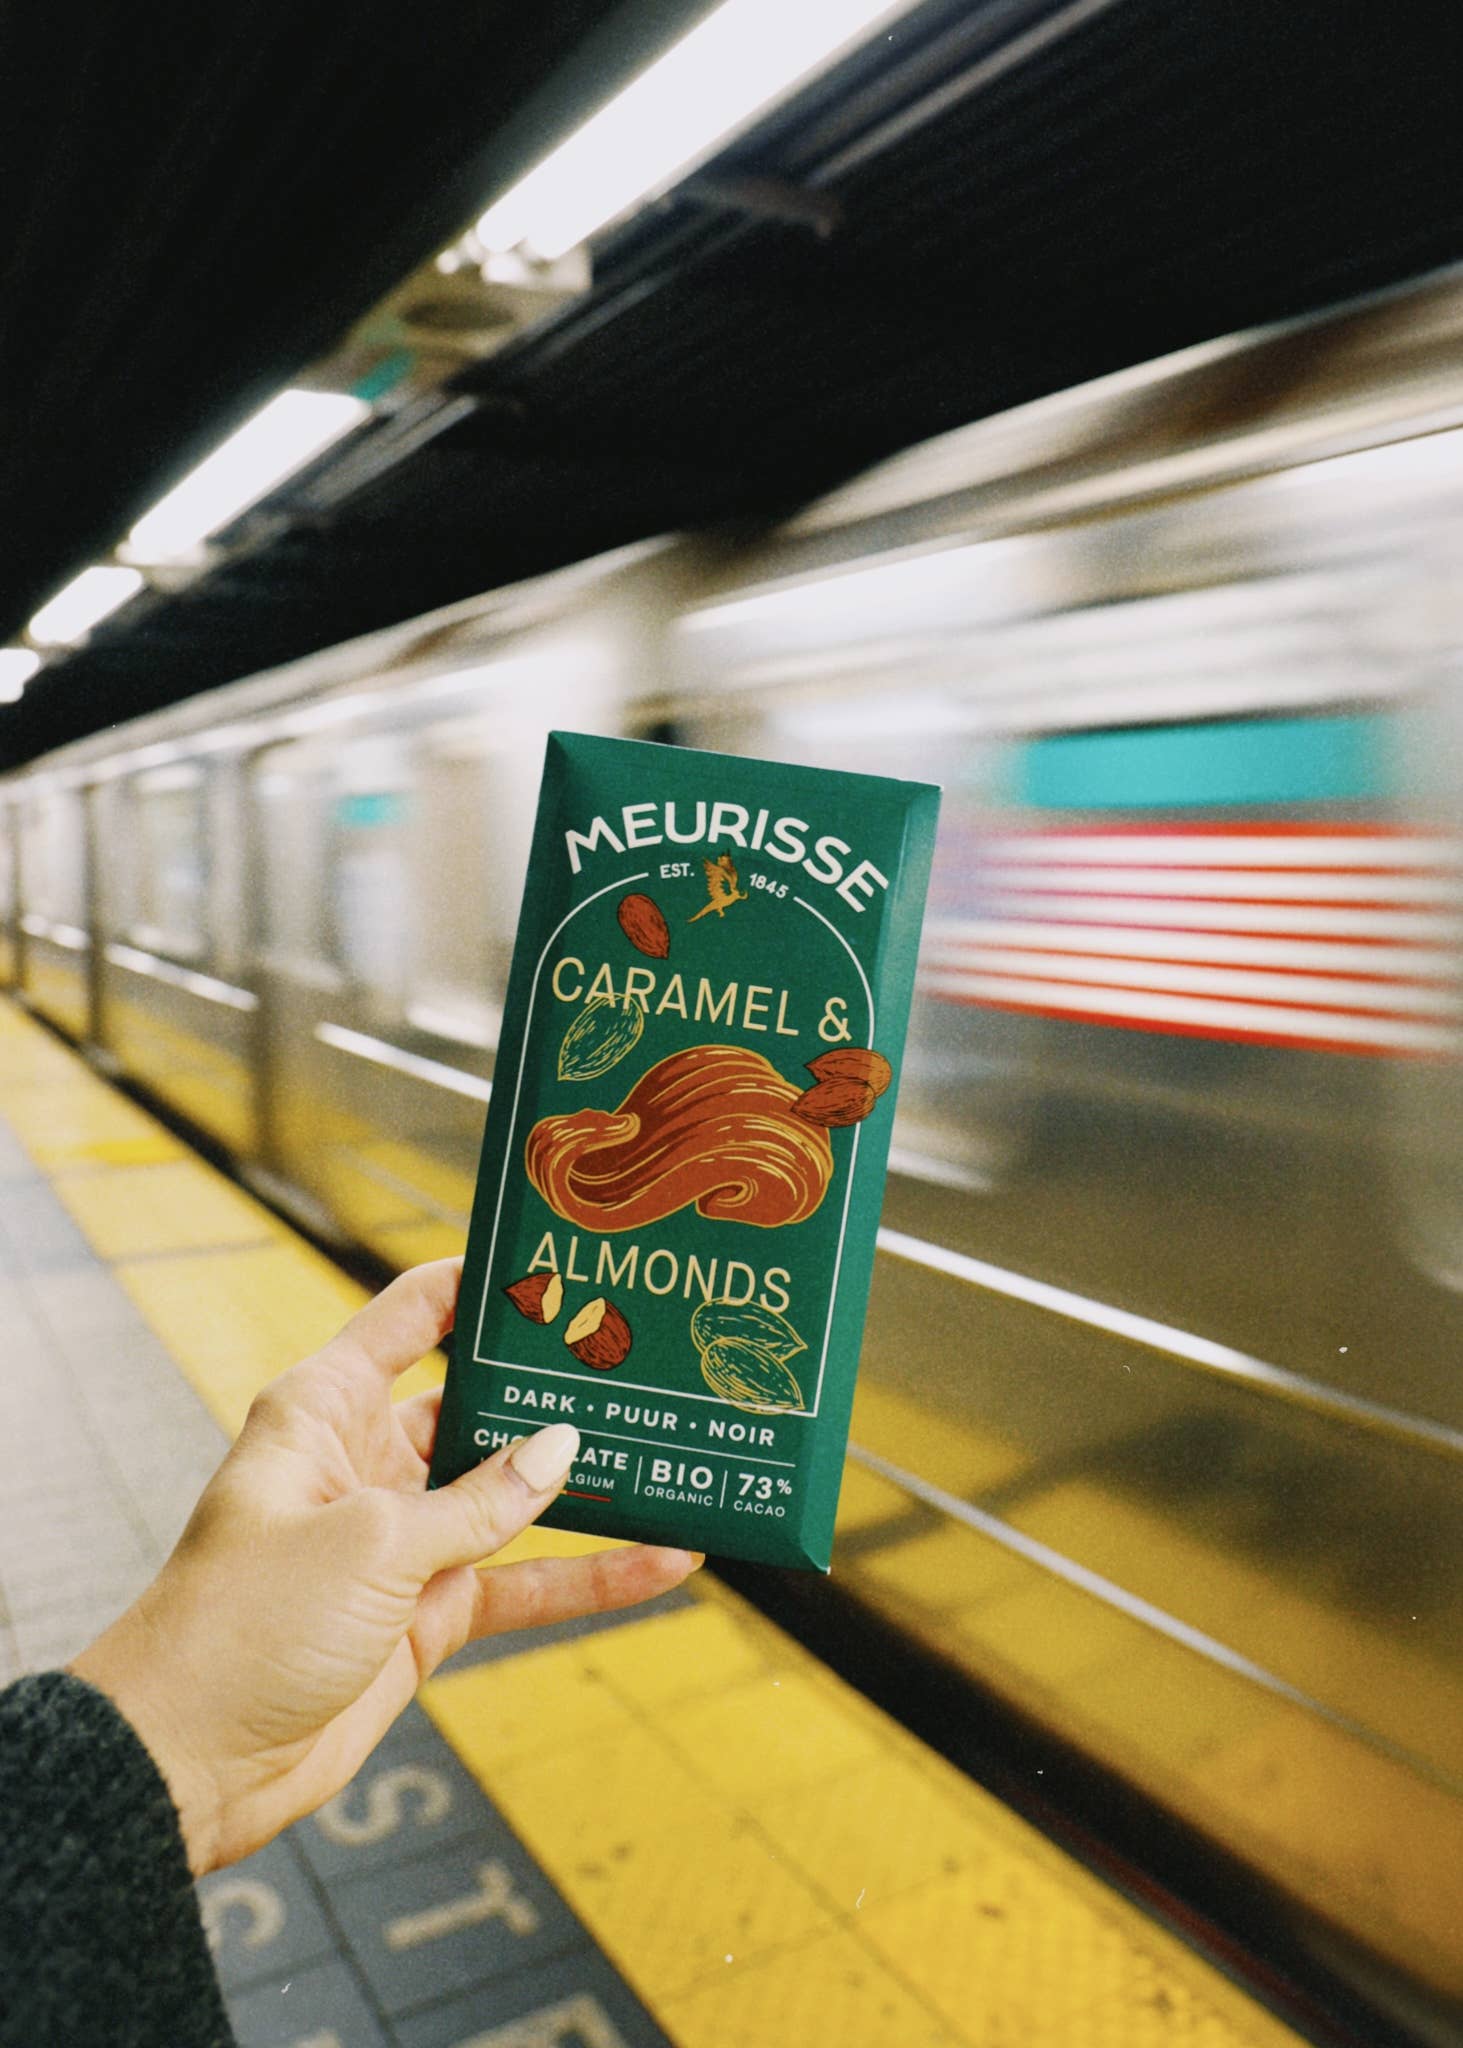 MEURISSE
EST. 1845
CARAMEL &
ALMONDS
DARK • PUUR • NOIR
BIO
ORGANIC
73%
CACAO